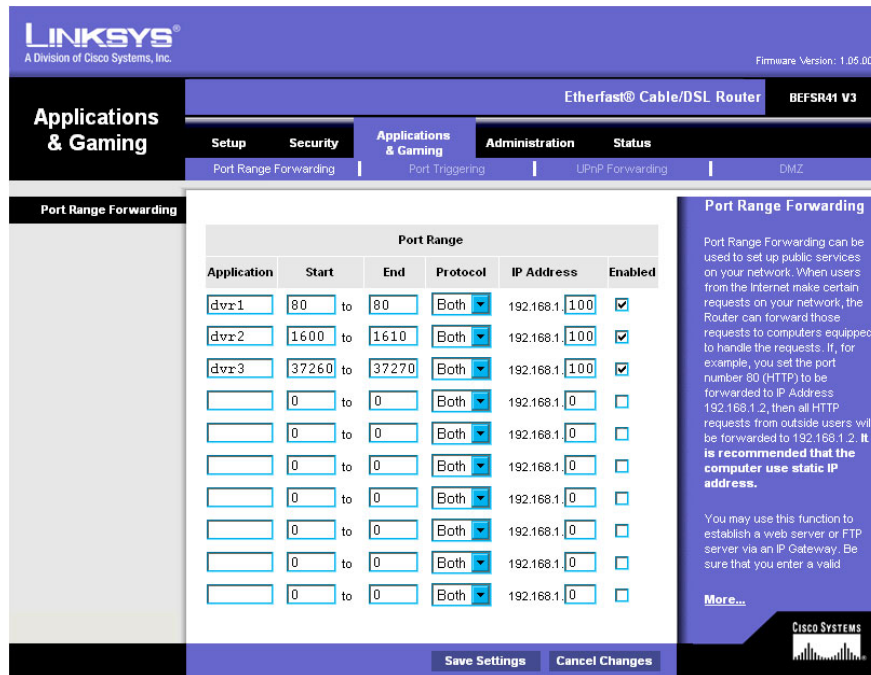 LINKSYS®
A Division of Cisco Systems, Inc.
Firmware Version: 1.05.00
Etherfast® Cable/DSL Router BEFSR41 V3
Applications & Gaming
Setup Security Applications & Gaming Administration Status
Port Range Forwarding Port Triggering UPnP Forwarding DMZ
Port Range Forwarding
Port Range
Application Start End Protocol IP Address Enabled
dvr1 80 to 80 Both 192.168.1. 100
dvr2 1600 to 1610 Both 192.168.1. 100
dvr3 37260 to 37270 Both 192.168.1. 100
0 to 0 Both 192.168.1. 0
0 to 0 Both 192.168.1. 0
0 to 0 Both 192.168.1. 0
0 to 0 Both 192.168.1. 0
0 to 0 Both 192.168.1. 0
0 to 0 Both 192.168.1. 0
0 to 0 Both 192.168.1. 0
Port Range Forwarding
Port Range Forwarding can be
used to set up public services
on your network. When users
from the Internet make certain
requests on your network, the
Router can forward those
requests to computers equipped
to handle the requests. If, for
example, you set the port
number 80 (HTTP) to be
forwarded to IP Address
192.168.1.2, then all HTTP
requests from outside users will
be forwarded to 192.168.1.2. It
is recommended that the
computer use static IP
address.
You may use this function to
establish a web server or FTP
server via an IP Gateway. Be
sure that you enter a valid
More...
Save Settings Cancel Changes
CISCO SYSTEMS